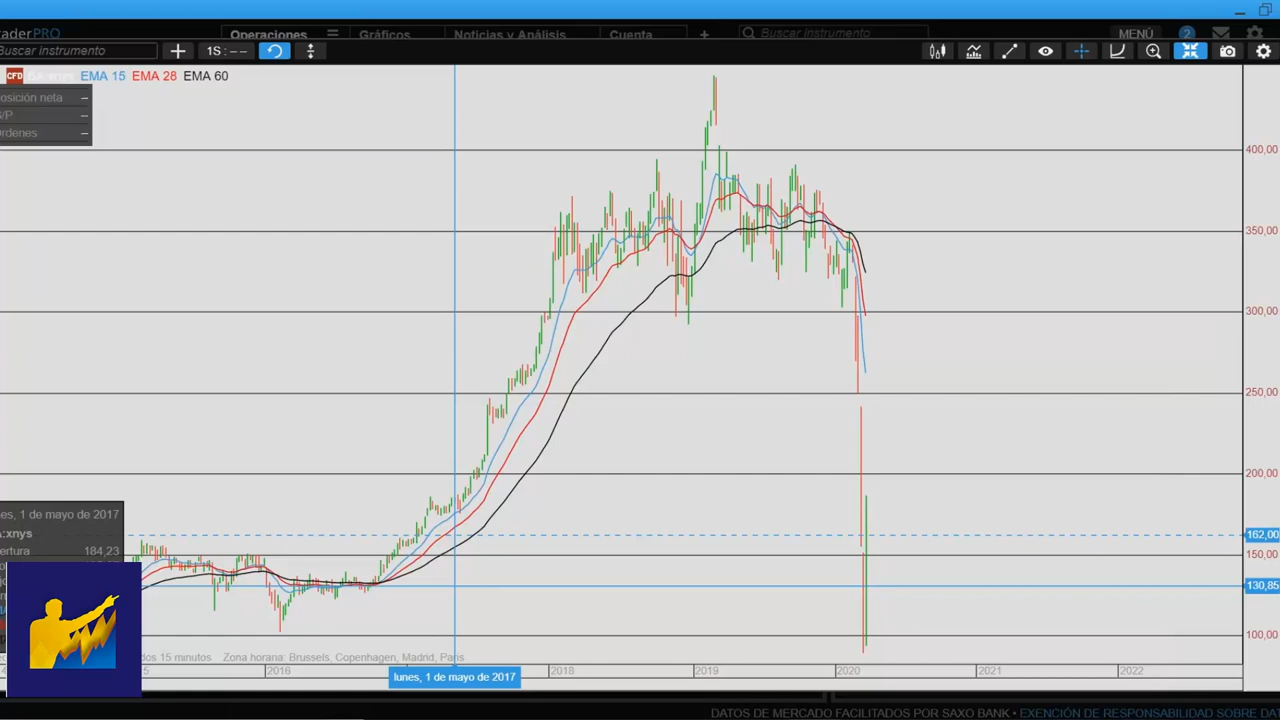 aderPRO
Operaciones
Gráficos
Noticias y Análisis
Cuenta
Buscar instrumento
MENÚ
2
Buscar instrumento
1S : – –
CFD
EMA 15 EMA 28 EMA 60
osición neta –
/P –
rdenes –
400,00
350,00
300,00
250,00
200,00
162,00
150,00
130,85
100,00
es, 1 de mayo de 2017
:xnys
ertura 184,23
dos 15 minutos Zona horana: Brussels, Copenhagen, Madrid, Paris
2016
lunes, 1 de mayo de 2017
2018
2019
2020
2021
2022
DATOS DE MERCADO FACILITADOS POR SAXO BANK • EXENCIÓN DE RESPONSABILIDAD SOBRE DA